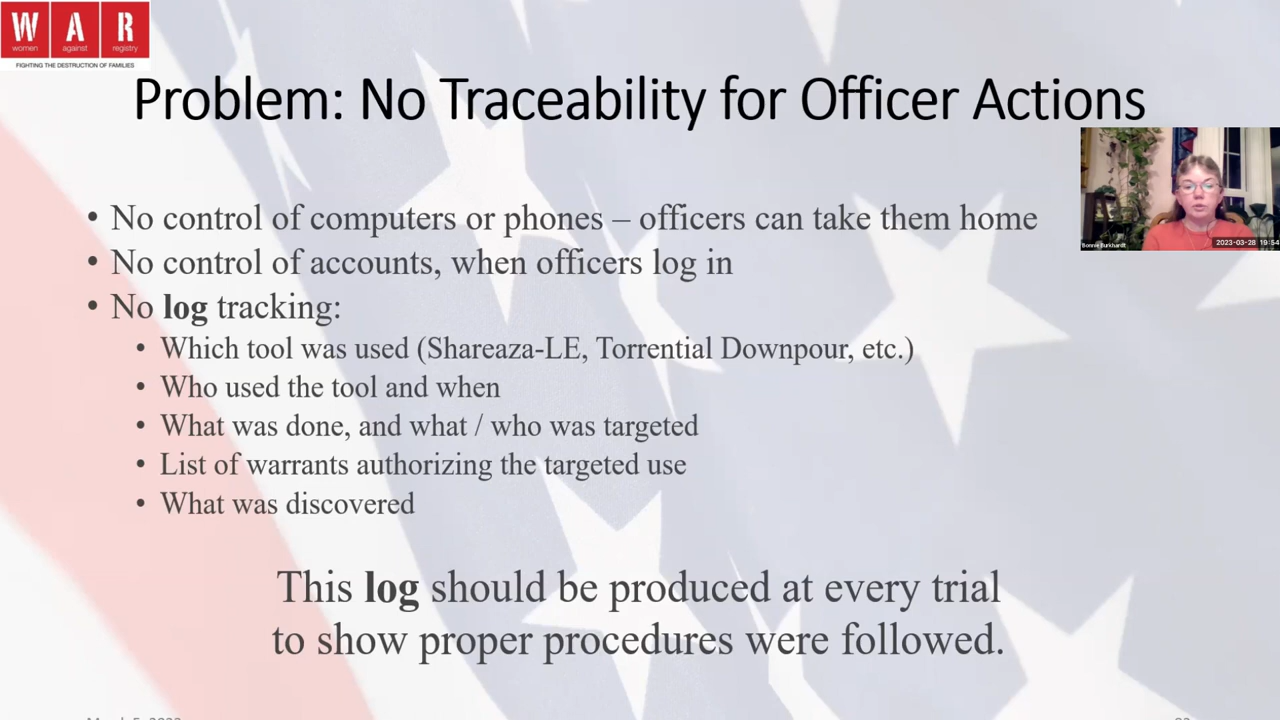 W A R
women against registry
FIGHTING THE DESTRUCTION OF FAMILIES
Problem: No Traceability for Officer Actions
• No control of computers or phones – officers can take them home
• No control of accounts, when officers log in
• No log tracking:
• Which tool was used (Shareaza-LE, Torrential Downpour, etc.)
• Who used the tool and when
• What was done, and what / who was targeted
• List of warrants authorizing the targeted use
• What was discovered
This log should be produced at every trial
to show proper procedures were followed.
Bonnie Burkhardt
2023-03-28 19:54